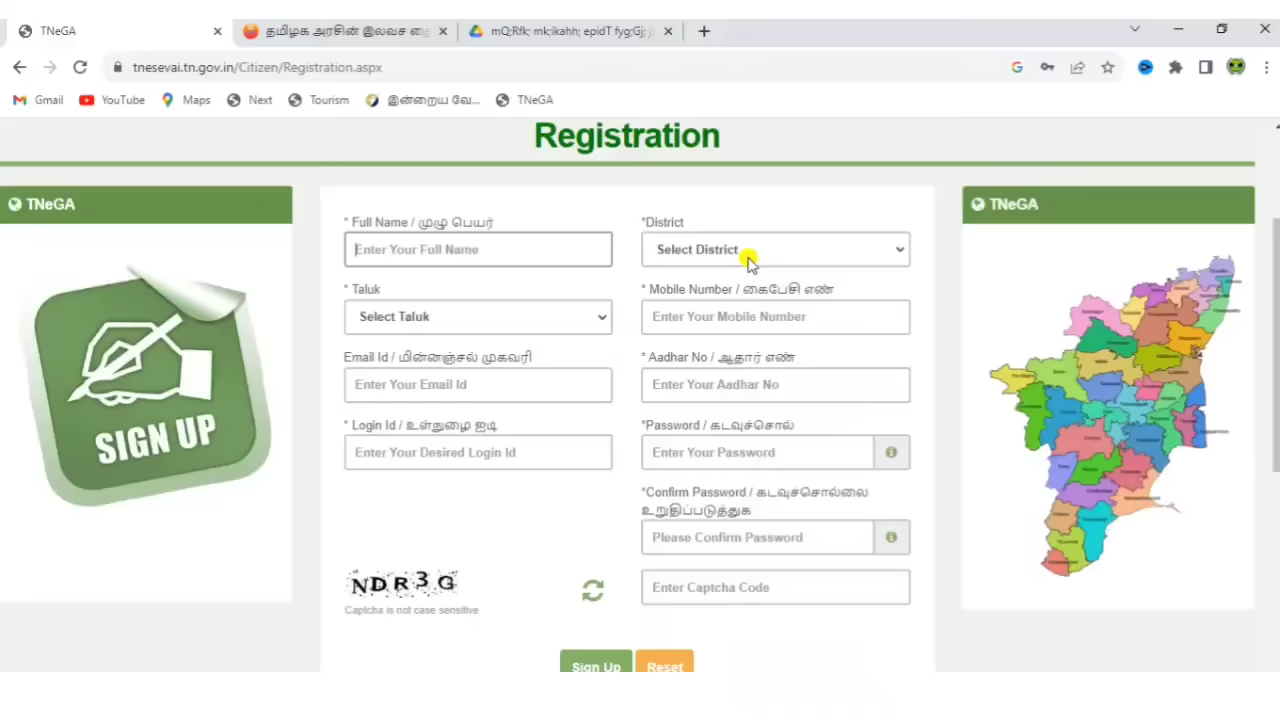 TNeGA
தமிழக அரசின் இலவச தை
mQ;Rfk; mk;ikahh; epidT fyg;Gj; j
tnesevai.tn.gov.in/Citizen/Registration.aspx
Gmail YouTube Maps Next Tourism இன்றைய வே... TNeGA
Registration
TNeGA
* Full Name / முழு பெயர்
*District
Enter Your Full Name
Select District
* Taluk
* Mobile Number / கைபேசி எண்
Select Taluk
Enter Your Mobile Number
Email Id / மின்னஞ்சல் முகவரி
* Aadhar No / ஆதார் எண்
Enter Your Email Id
Enter Your Aadhar No
* Login Id / உள்நுழை ஐடி
*Password / கடவுச்சொல்
Enter Your Desired Login Id
Enter Your Password
*Confirm Password / கடவுச்சொல்லை
உறுதிப்படுத்துக
Please Confirm Password
NDR3G
Enter Captcha Code
Captcha is not case sensitive
Sign Up
Reset
SIGN UP
TNeGA